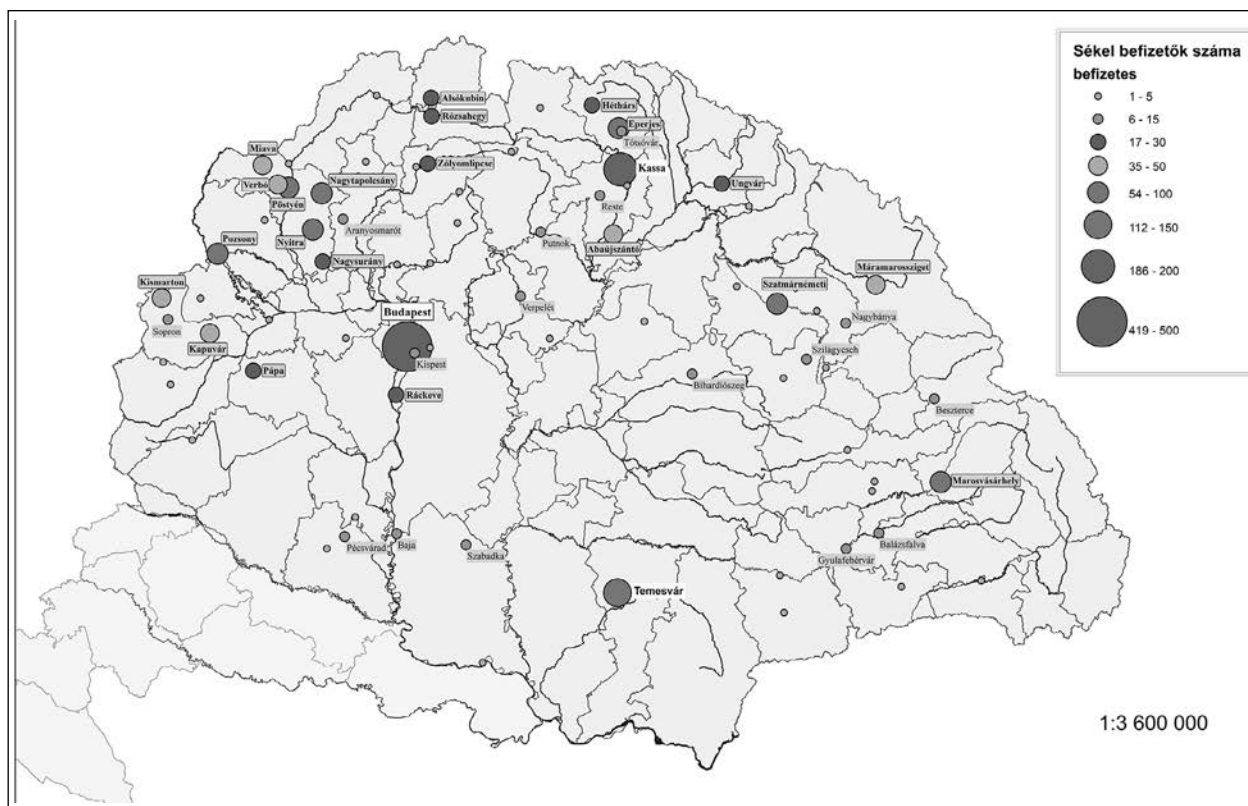 Sékel befizetők száma
befizetes
1 - 5
6 - 15
17 - 30
35 - 50
54 - 100
112 - 150
186 - 200
419 - 500
Alsókubin
Rózsahegy
Héthárs
Eperjes
Tótsóvár
Kassa
Miava
Verbó
Zólyomlipcse
Nagytapolcsány
Ungvár
Pöstyén
Reste
Aranyosmarót
Nyitra
Putnok
Abaújszántó
Pozsony
Nagysurány
Máramarossziget
Kismarton
Szatmárnémeti
Verpelét
Sopron
Budapest
Nagybánya
Kapuvár
Kispest
Szilágycseh
Pápa
Bihardiószeg
Ráckeve
Beszterce
Marosvásárhely
Pécsvárad
Baja
Szabadka
Balázsfalva
Gyulafehérvár
Temesvár
1:3 600 000